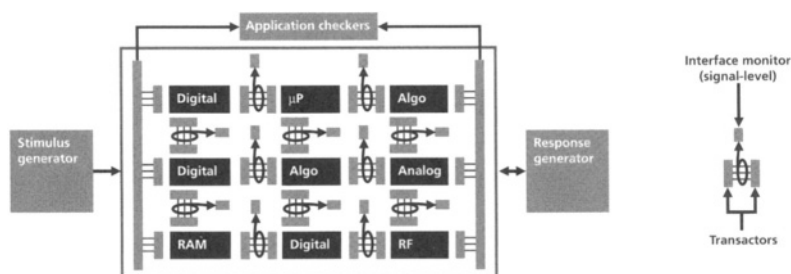 Application checkers
Digital
µP
Algo
Stimulus
generator
Digital
Algo
Analog
Response
generator
RAM
Digital
RF
Interface monitor
(signal-level)
Transactors